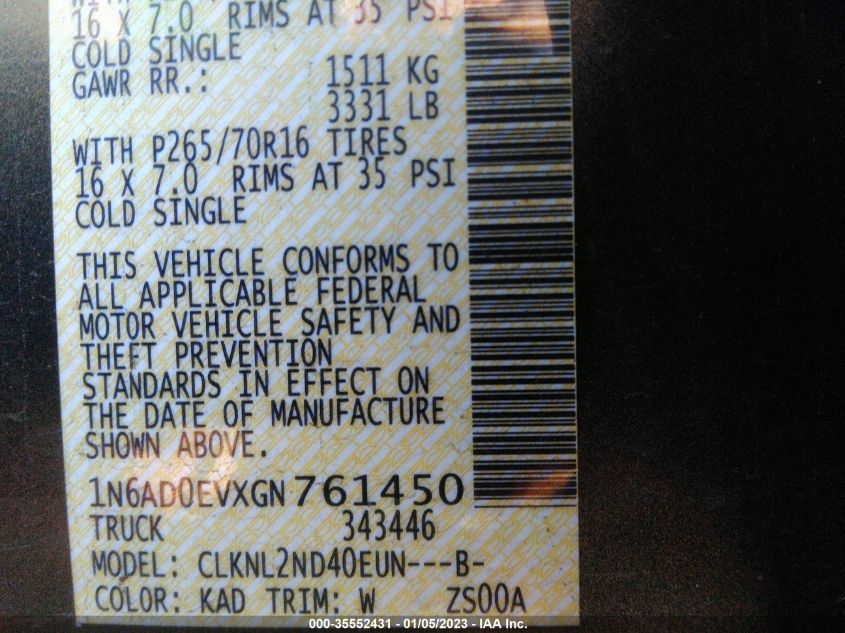 16 X 7.0 RIMS AT 35 PSI
COLD SINGLE
GAWR RR.: 1511 KG
3331 LB
WITH P265/70R16 TIRES
16 X 7.0 RIMS AT 35 PSI
COLD SINGLE
THIS VEHICLE CONFORMS TO
ALL APPLICABLE FEDERAL
MOTOR VEHICLE SAFETY AND
THEFT PREVENTION
STANDARDS IN EFFECT ON
THE DATE OF MANUFACTURE
SHOWN ABOVE.
1N6AD0EVXGN761450
TRUCK 343446
MODEL: CLKNL2ND40EUN---B-
COLOR: KAD TRIM: W ZS00A
000-35552431 - 01/05/2023 - IAA Inc.